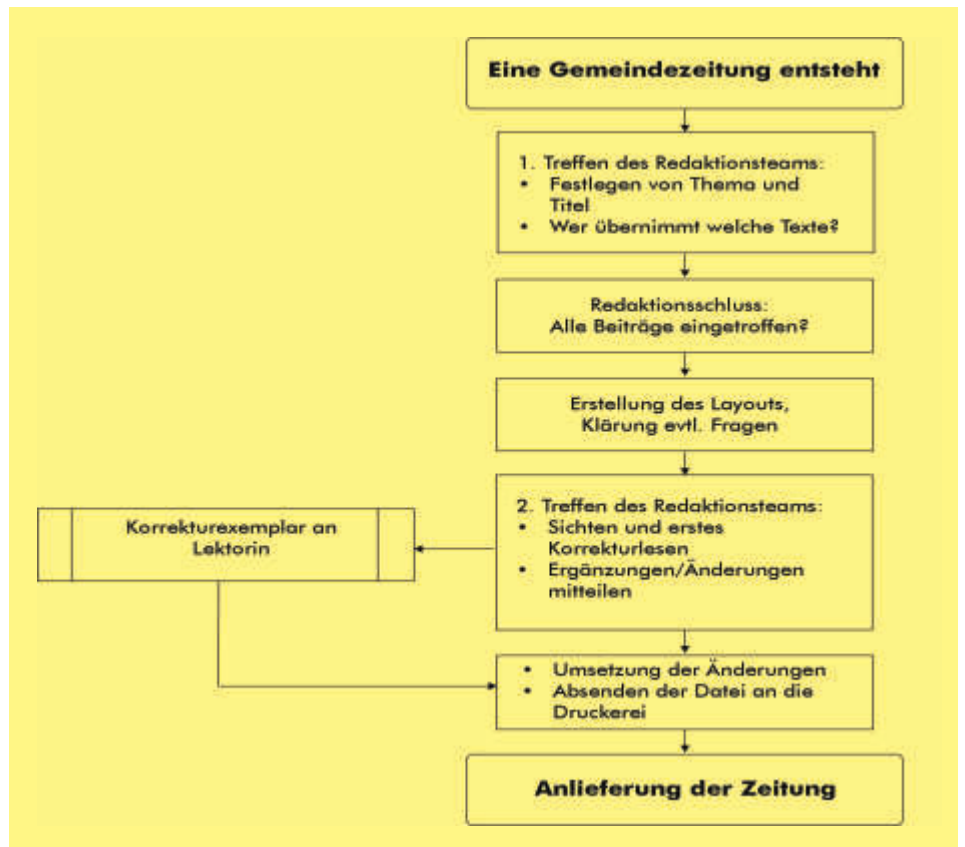 Eine Gemeindezeitung entsteht
1. Treffen des Redaktionsteams:
• Festlegen von Thema und
Titel
• Wer übernimmt welche Texte?
Redaktionsschluss:
Alle Beiträge eingetroffen?
Erstellung des Layouts,
Klärung evtl. Fragen
2. Treffen des Redaktionsteams:
• Sichten und erstes
Korrekturlesen
• Ergänzungen/Änderungen
mitteilen
Korrekturexemplar an
Lektorin
• Umsetzung der Änderungen
• Absenden der Datei an die
Druckerei
Anlieferung der Zeitung